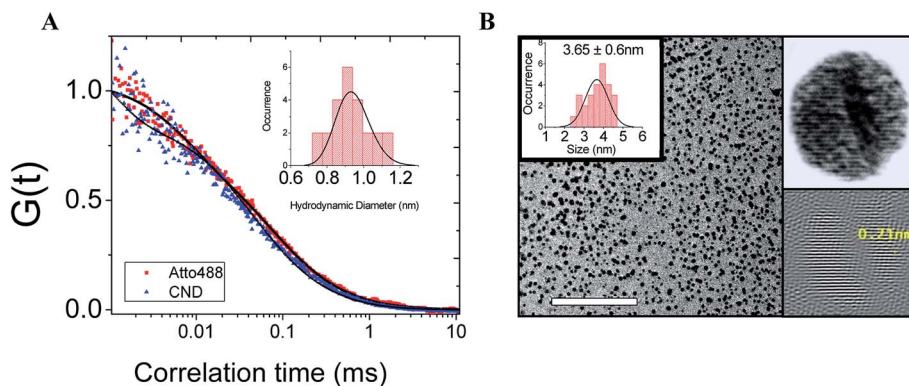 A
G(t)
1.0
0.5
0.0
0.01
0.1
1
10
Correlation time (ms)
Atto488
CND
Occurrence
6
4
2
0
0.6
0.8
1.0
1.2
Hydrodynamic Diameter (nm)
B
3.65 ± 0.6nm
Occurrence
8
6
4
2
0
1 2 3 4 5 6
Size (nm)
0.21nm